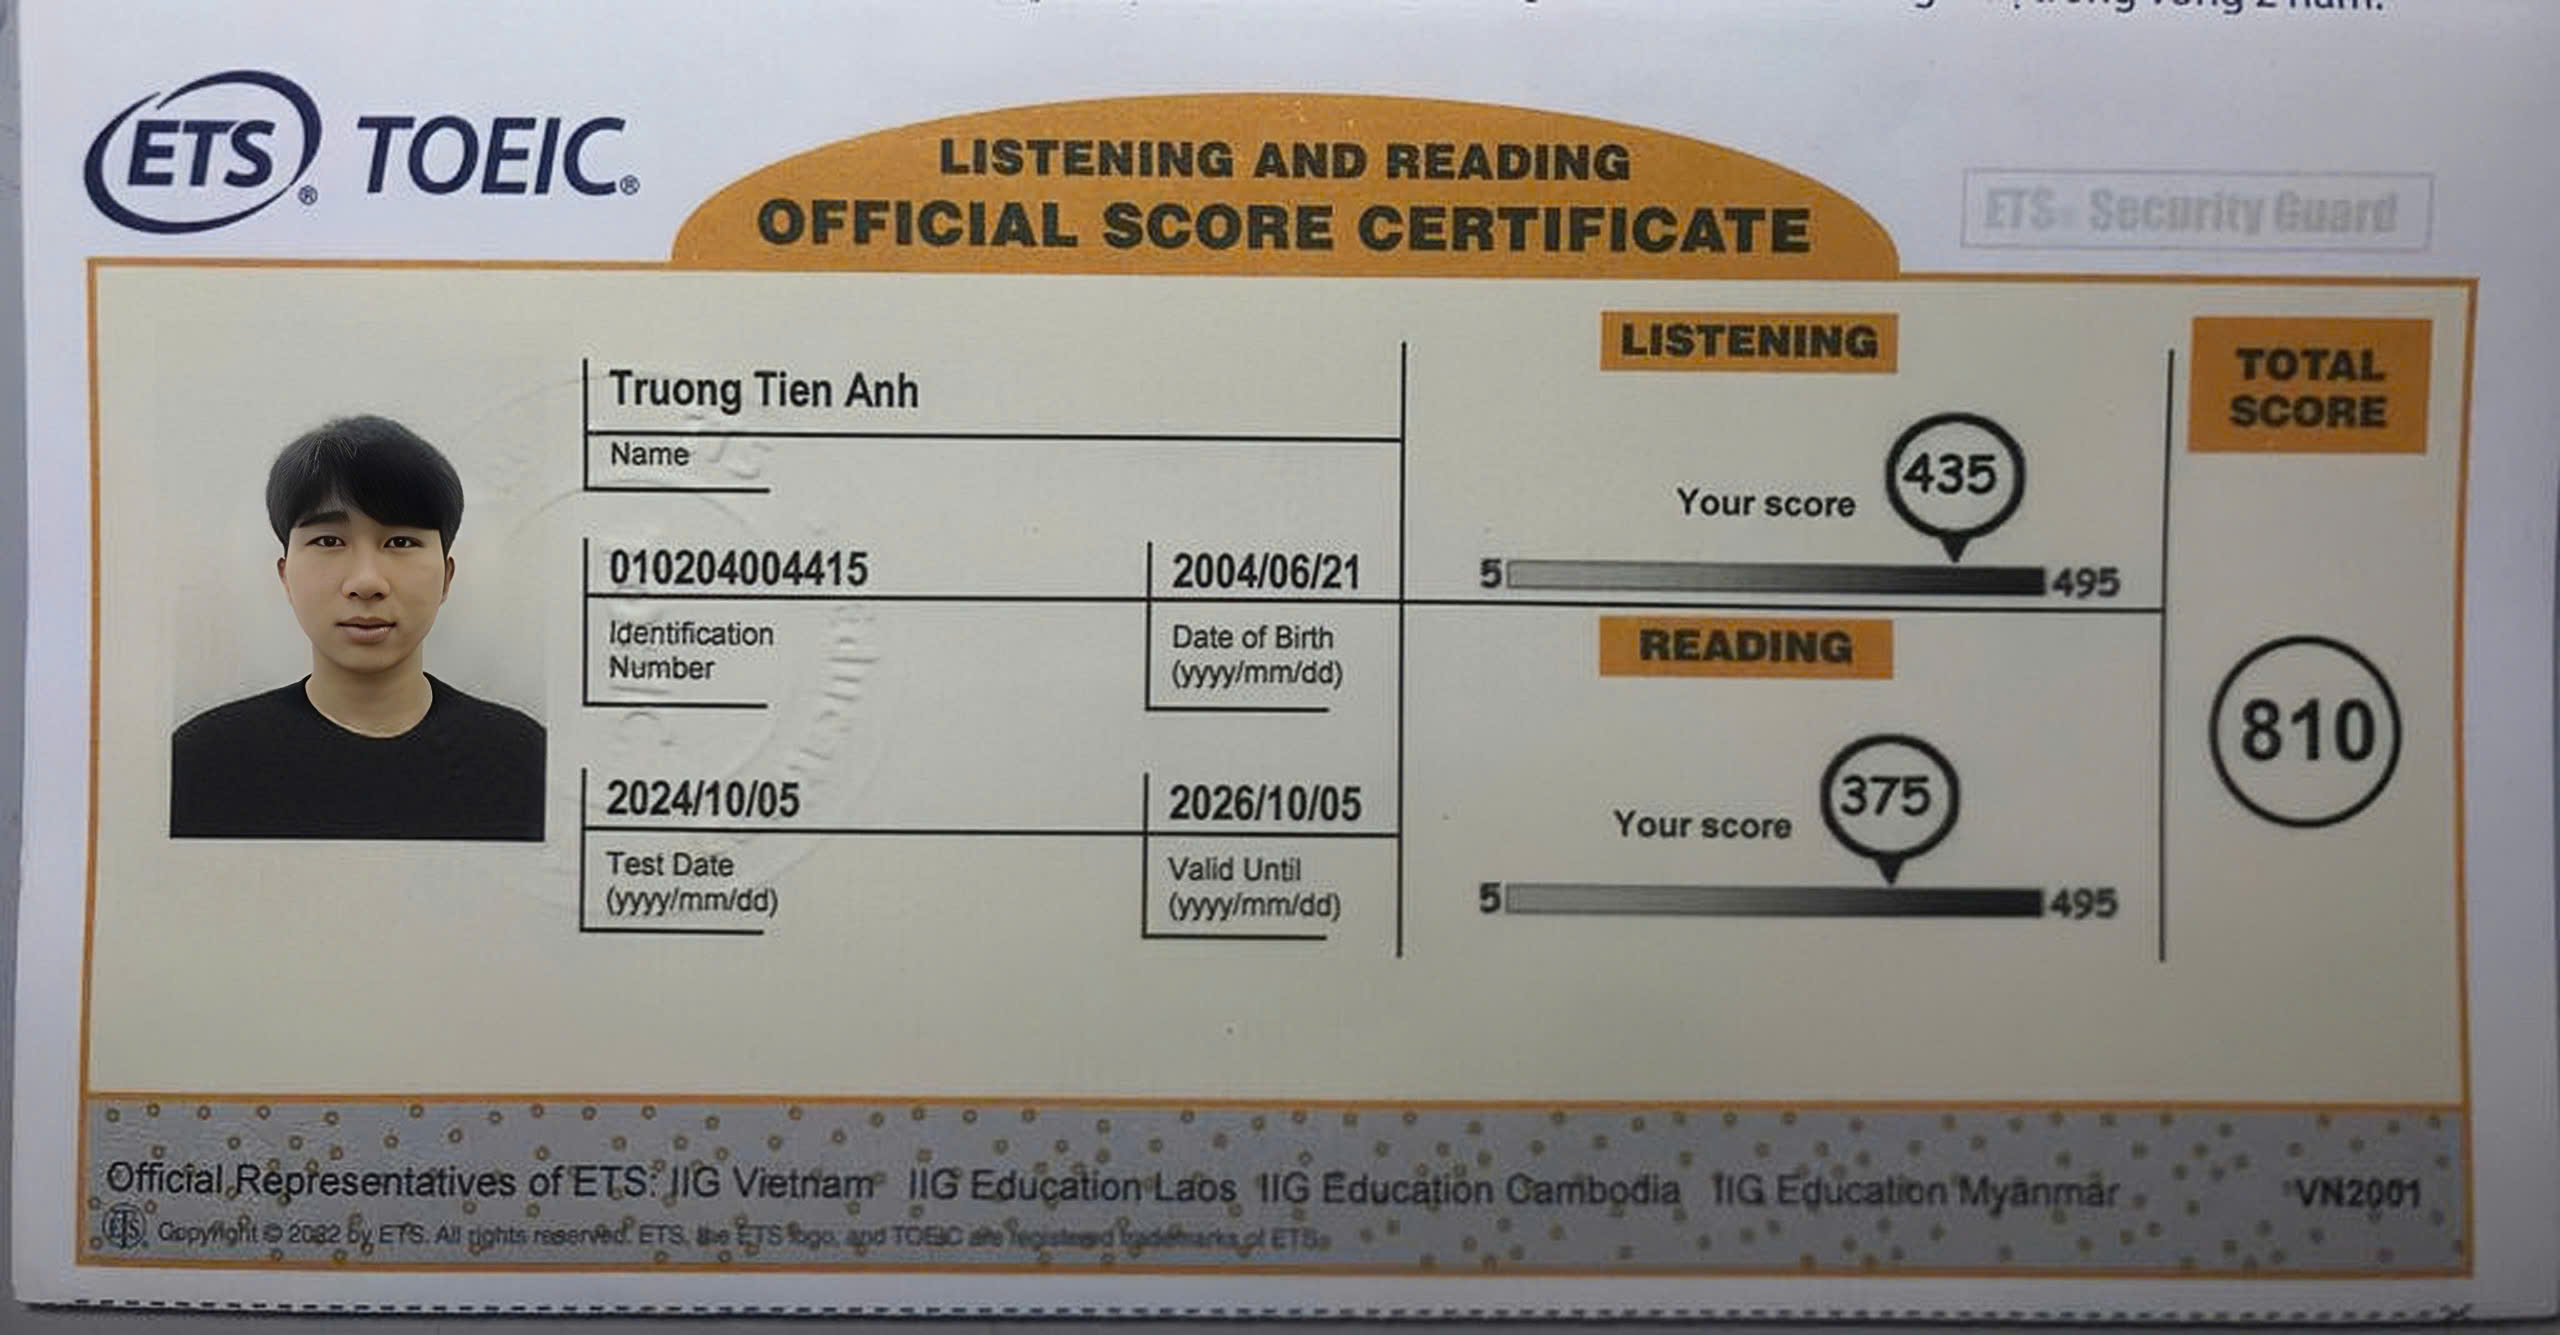 trong vòng 2 năm.
ETS® TOEIC®
LISTENING AND READING
OFFICIAL SCORE CERTIFICATE
ETS® Security Guard
Truong Tien Anh
Name
010204004415
Identification
Number
2004/06/21
Date of Birth
(yyyy/mm/dd)
2024/10/05
Test Date
(yyyy/mm/dd)
2026/10/05
Valid Until
(yyyy/mm/dd)
LISTENING
Your score
435
5 495
READING
Your score
375
5 495
TOTAL
SCORE
810
Official Representatives of ETS: IIG Vietnam IIG Education Laos IIG Education Cambodia IIG Education Myanmar VN2001
ETS® Copyright © by ETS. All rights reserved. ETS, the ETS logo, and TOEIC are registered trademarks of ETS.